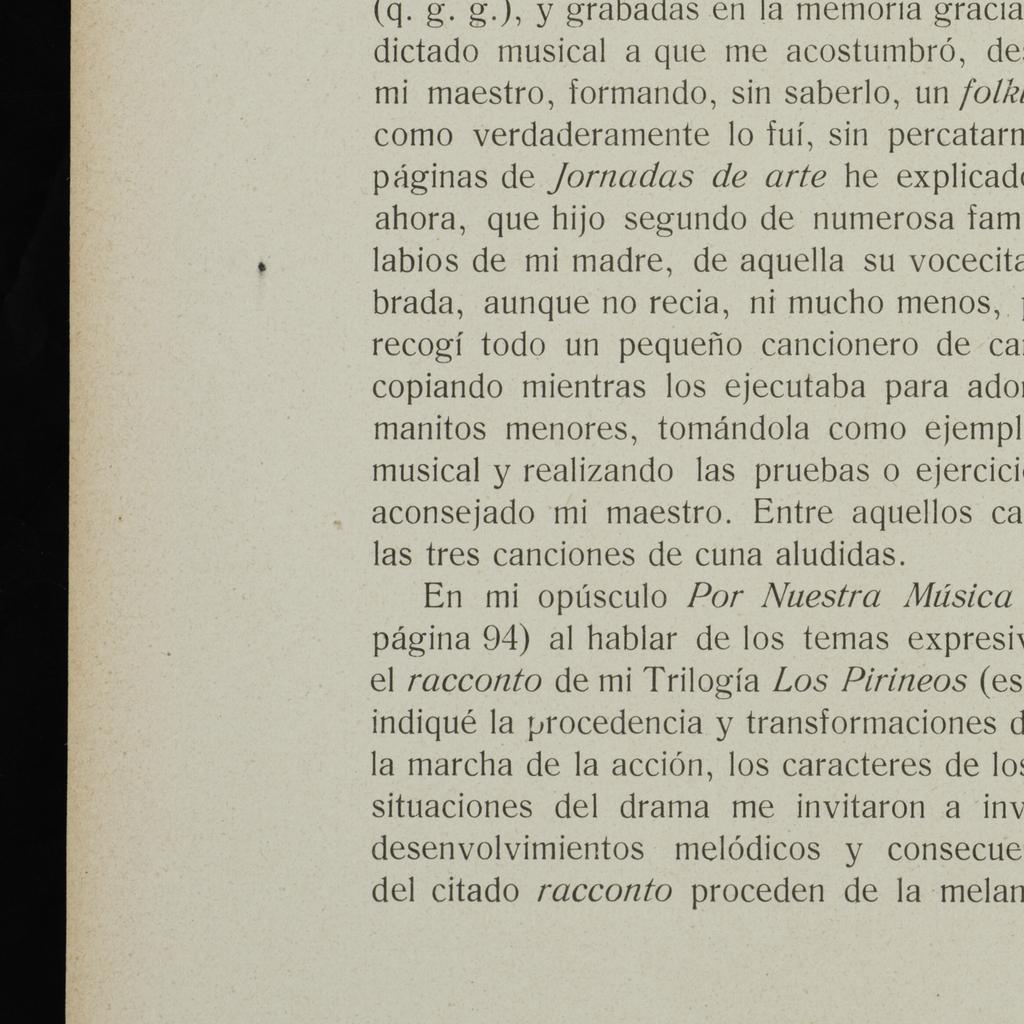 (q. g. g.), y grabadas en la memoria gracia
dictado musical a que me acostumbró, de
mi maestro, formando, sin saberlo, un folk
como verdaderamente lo fuí, sin percatarn
páginas de Jornadas de arte he explicad
ahora, que hijo segundo de numerosa fam
labios de mi madre, de aquella su vocecita
brada, aunque no recia, ni mucho menos,
recogí todo un pequeño cancionero de ca
copiando mientras los ejecutaba para ador
manitos menores, tomándola como ejempl
musical y realizando las pruebas o ejercici
aconsejado mi maestro. Entre aquellos ca
las tres canciones de cuna aludidas.
En mi opúsculo Por Nuestra Música
página 94) al hablar de los temas expresiv
el racconto de mi Trilogía Los Pirineos (es
indiqué la procedencia y transformaciones d
la marcha de la acción, los caracteres de los
situaciones del drama me invitaron a inv
desenvolvimientos melódicos y consecue
del citado racconto proceden de la melan